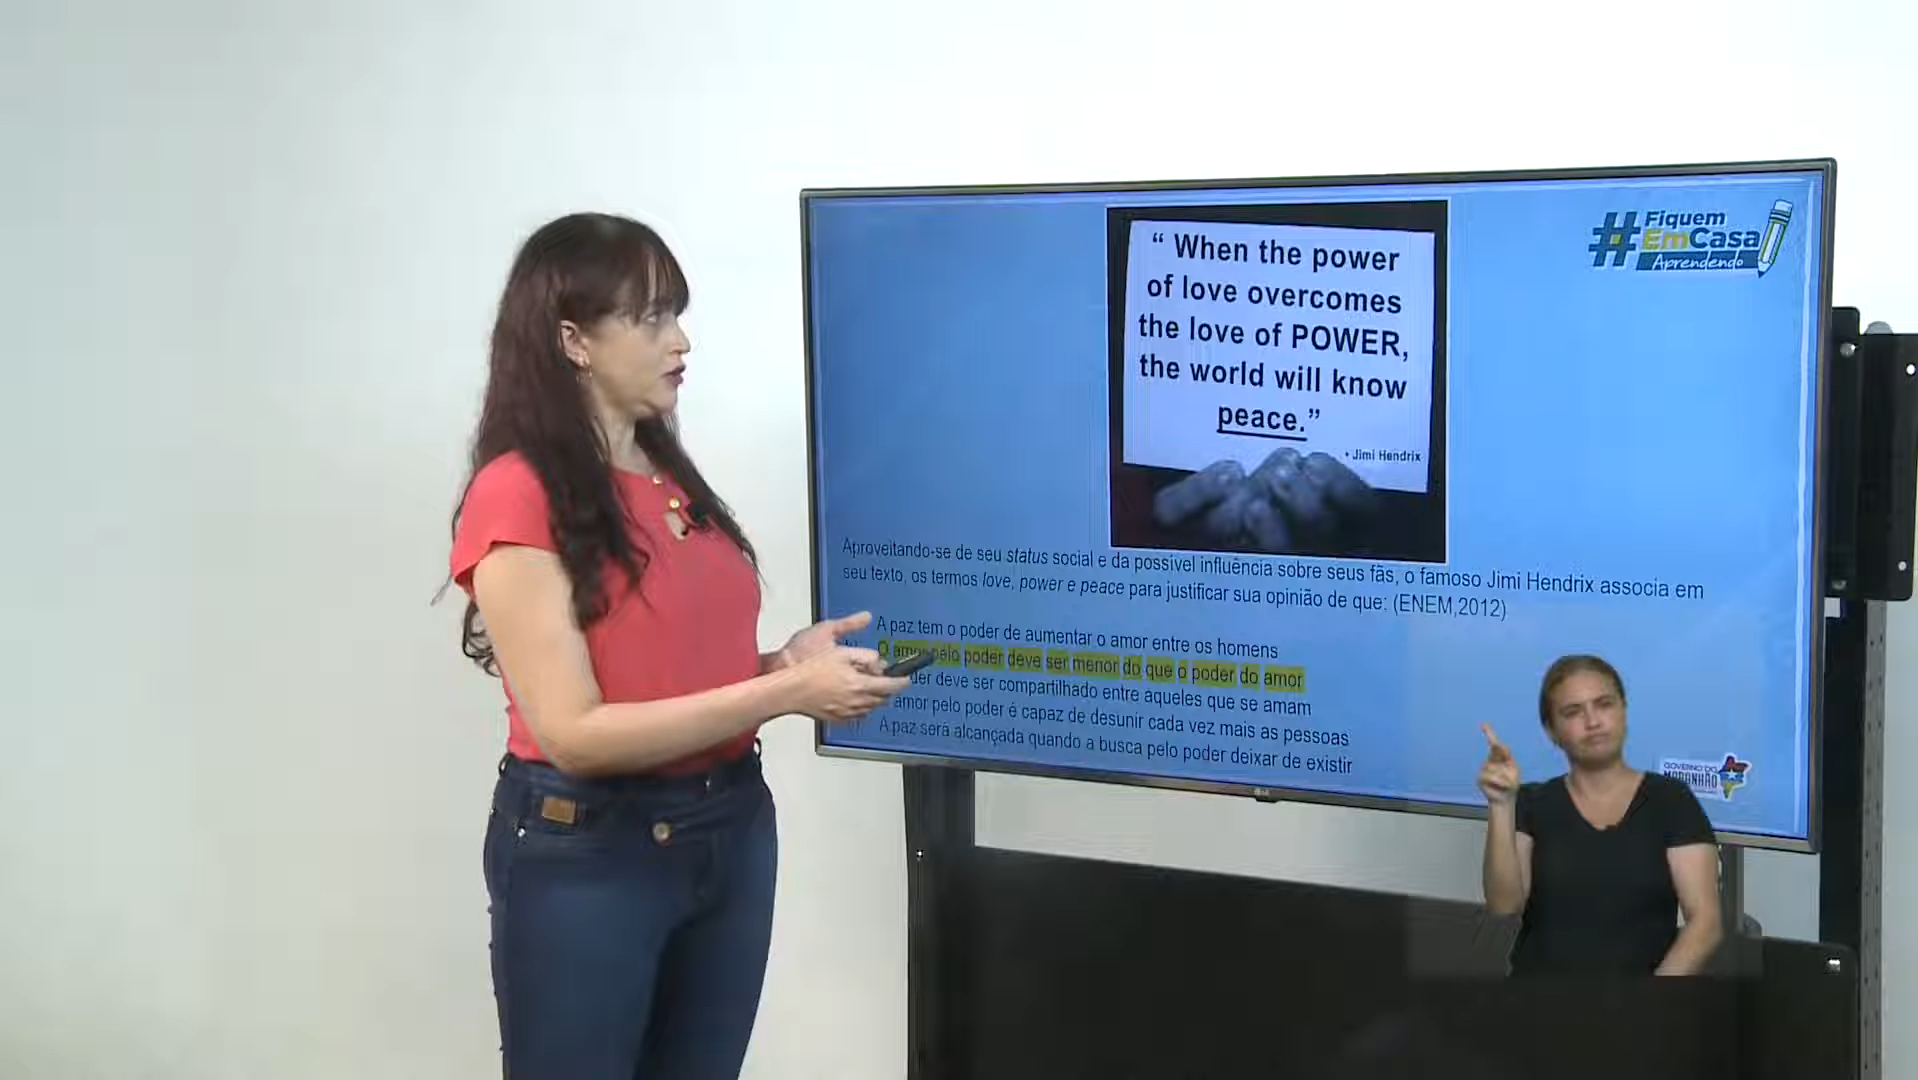 # Fiquem
EmCasa
Aprendendo
“ When the power
of love overcomes
the love of POWER,
the world will know
peace.”
• Jimi Hendrix
Aproveitando-se de seu status social e da possível influência sobre seus fãs, o famoso Jimi Hendrix associa em
seu texto, os termos love, power e peace para justificar sua opinião de que: (ENEM,2012)
A paz tem o poder de aumentar o amor entre os homens
O amor pelo poder deve ser menor do que o poder do amor
deve ser compartilhado entre aqueles que se amam
amor pelo poder é capaz de desunir cada vez mais as pessoas
A paz será alcançada quando a busca pelo poder deixar de existir
GOVERNO DO
MARANHÃO